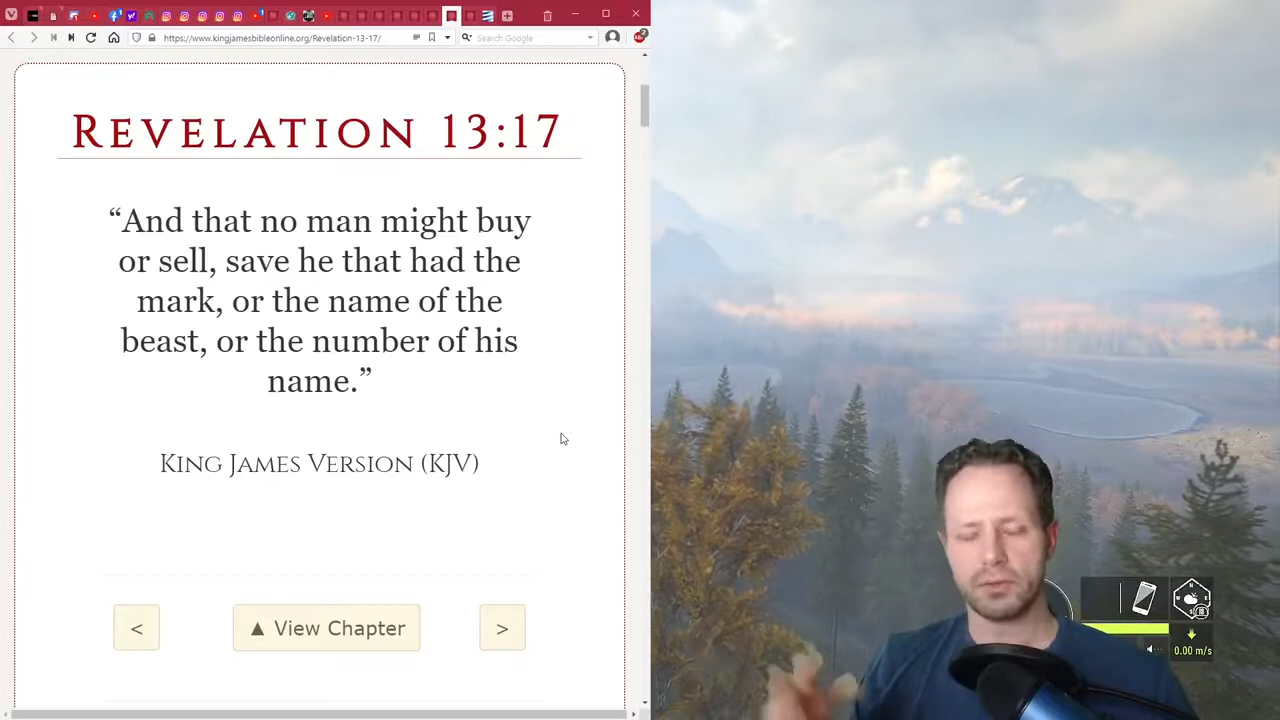 https://www.kingjamesbibleonline.org/Revelation-13-17/
Search Google
REVELATION 13:17
“And that no man might buy
or sell, save he that had the
mark, or the name of the
beast, or the number of his
name.”
KING JAMES VERSION (KJV)
<
▲ View Chapter
>
0.00 m/s